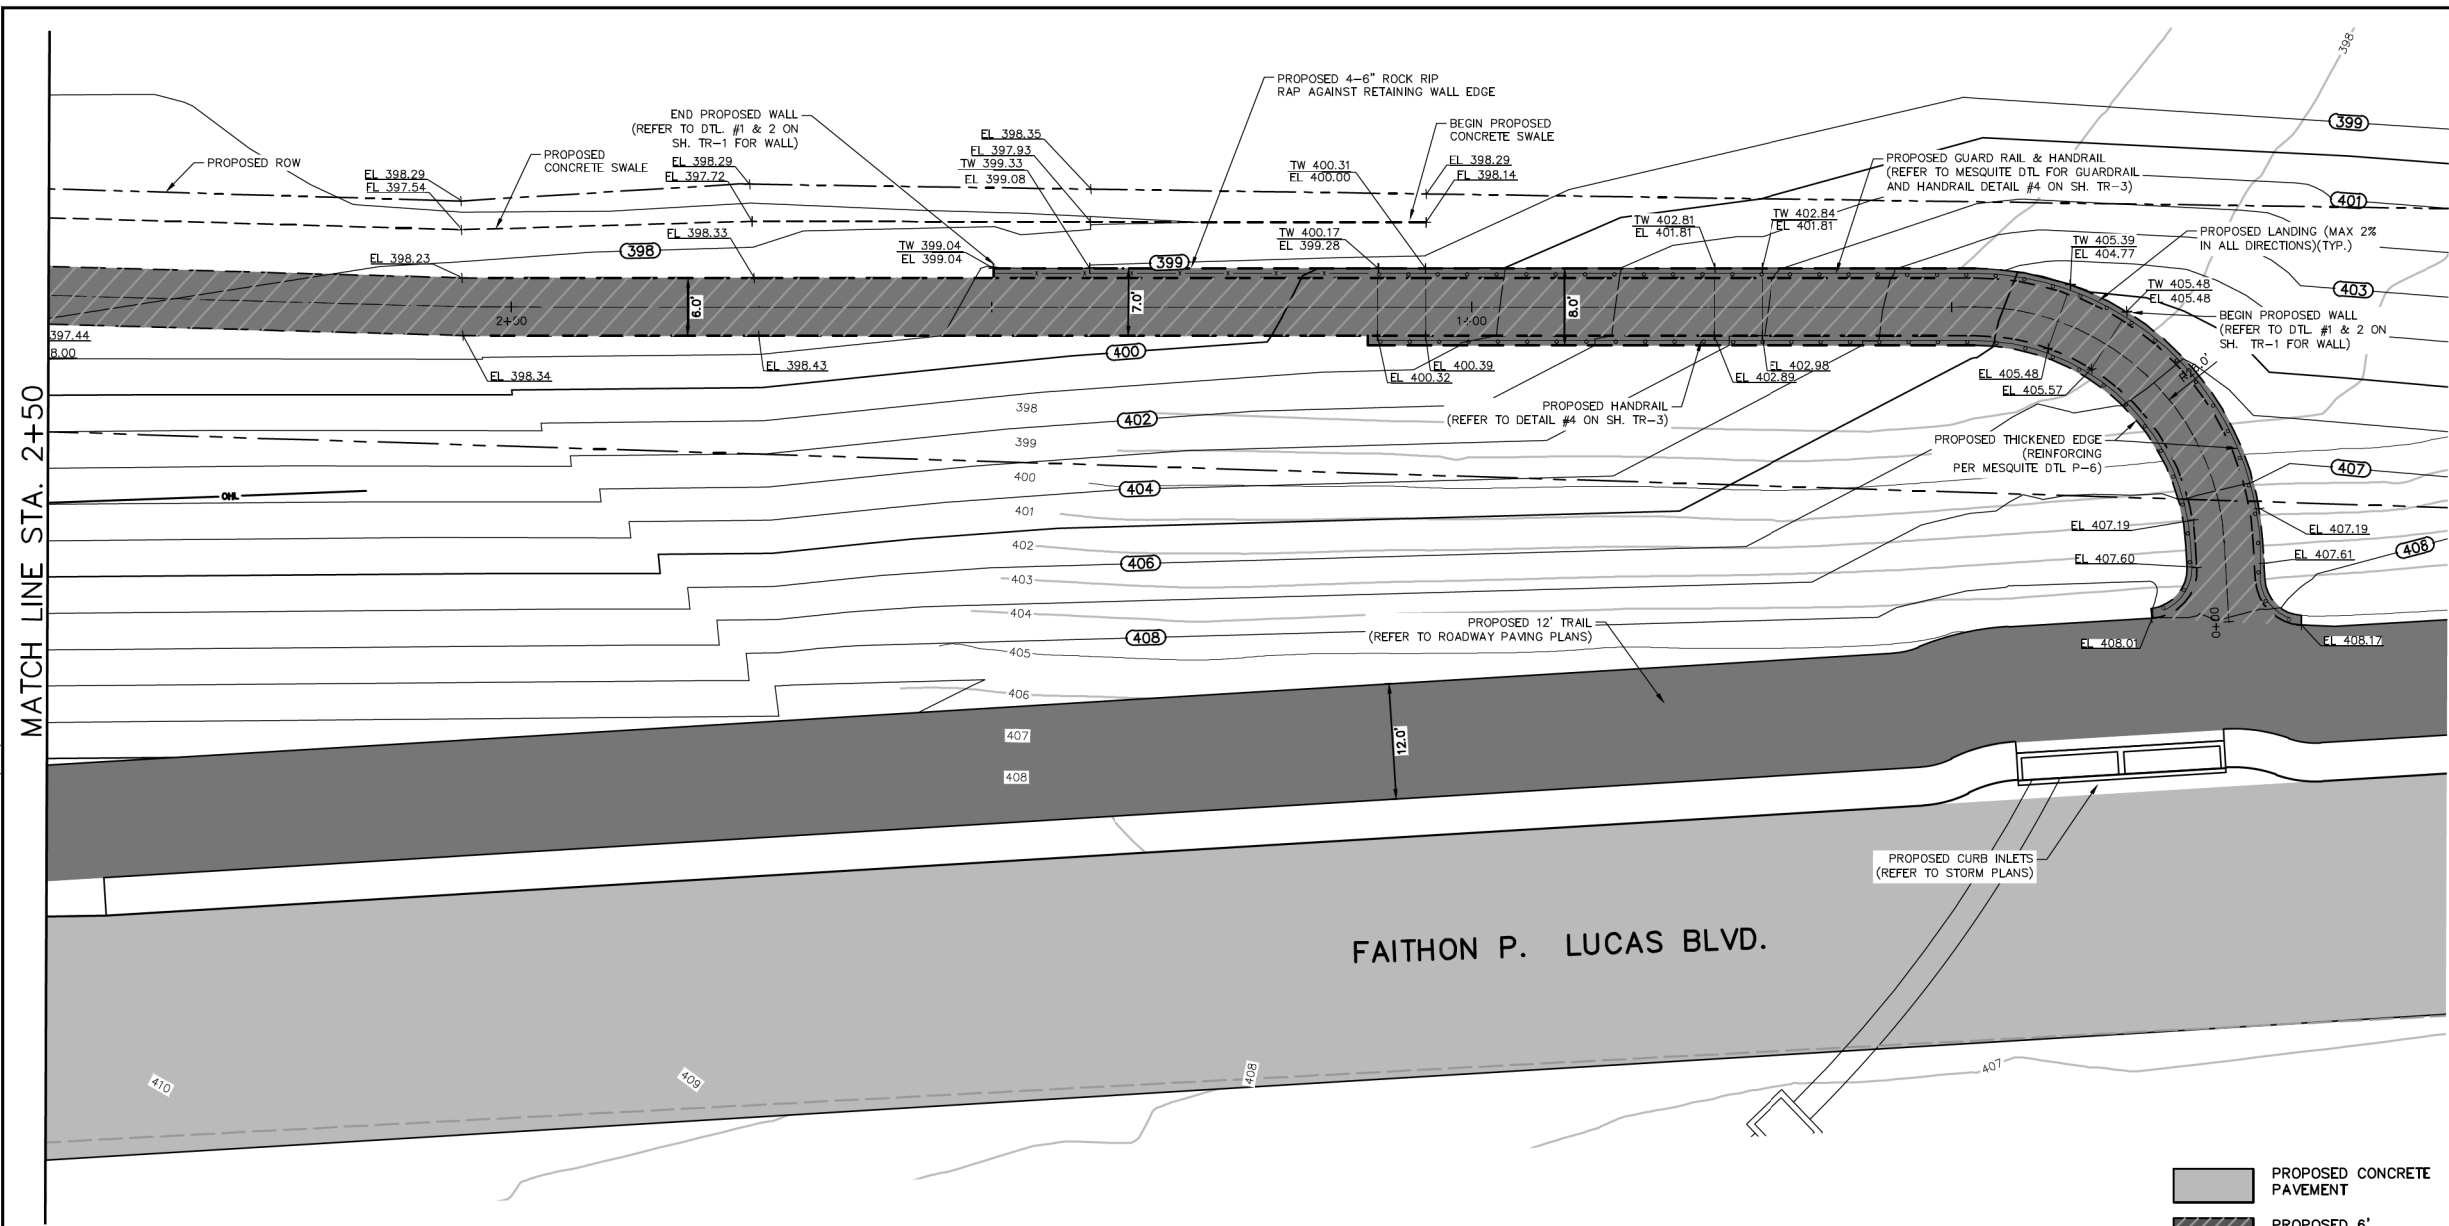 MATCH LINE STA. 2+50
PROPOSED ROW
EL 398.29
FL 397.54
PROPOSED
CONCRETE SWALE
END PROPOSED WALL
(REFER TO DTL. #1 & 2 ON
SH. TR-1 FOR WALL)
EL 398.29
FL 397.72
EL 398.35
FL 397.93
TW 399.33
EL 399.08
PROPOSED 4-6" ROCK RIP
RAP AGAINST RETAINING WALL EDGE
TW 400.31
EL 400.00
BEGIN PROPOSED
CONCRETE SWALE
EL 398.29
FL 398.14
PROPOSED GUARD RAIL & HANDRAIL
(REFER TO MESQUITE DTL FOR GUARDRAIL
AND HANDRAIL DETAIL #4 ON SH. TR-3)
398
399
401
403
407
408
EL 398.23
398
EL 398.33
TW 399.04
EL 399.04
399
TW 400.17
EL 399.28
TW 402.81
EL 401.81
TW 402.84
EL 401.81
TW 405.39
EL 404.77
PROPOSED LANDING (MAX 2%
IN ALL DIRECTIONS)(TYP.)
TW 405.48
EL 405.48
BEGIN PROPOSED WALL
(REFER TO DTL. #1 & 2 ON
SH. TR-1 FOR WALL)
397.44
8.00
2+00
6.0'
7.0'
1+00
8.0'
EL 398.34
EL 398.43
400
EL 400.32
EL 400.39
EL 402.89
EL 402.98
EL 405.48
EL 405.57
PROPOSED HANDRAIL
(REFER TO DETAIL #4 ON SH. TR-3)
PROPOSED THICKENED EDGE
(REINFORCING
PER MESQUITE DTL P-6)
OHL
398
402
399
400
404
401
402
406
403
404
408
405
406
407
408
EL 407.19
EL 407.19
EL 407.60
EL 407.61
EL 408.01
0+00
EL 408.17
PROPOSED 12' TRAIL
(REFER TO ROADWAY PAVING PLANS)
12.0'
PROPOSED CURB INLETS
(REFER TO STORM PLANS)
FAITHON P. LUCAS BLVD.
410
409
408
407
PROPOSED CONCRETE
PAVEMENT
PROPOSED 6'